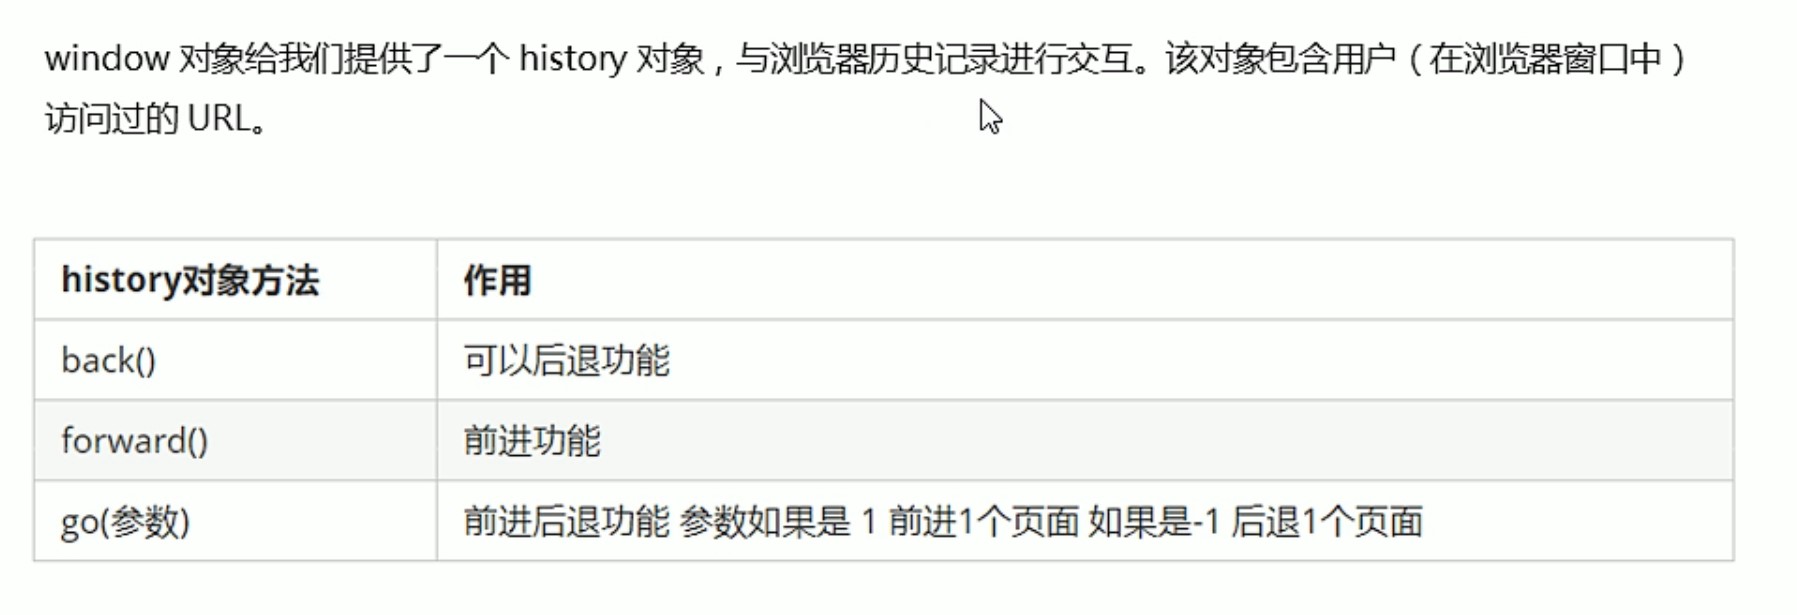 window 对象给我们提供了一个 history 对象，与浏览器历史记录进行交互。该对象包含用户（在浏览器窗口中）
访问过的 URL。
history对象方法 作用
back() 可以后退功能
forward() 前进功能
go(参数) 前进后退功能 参数如果是 1 前进1个页面 如果是-1 后退1个页面